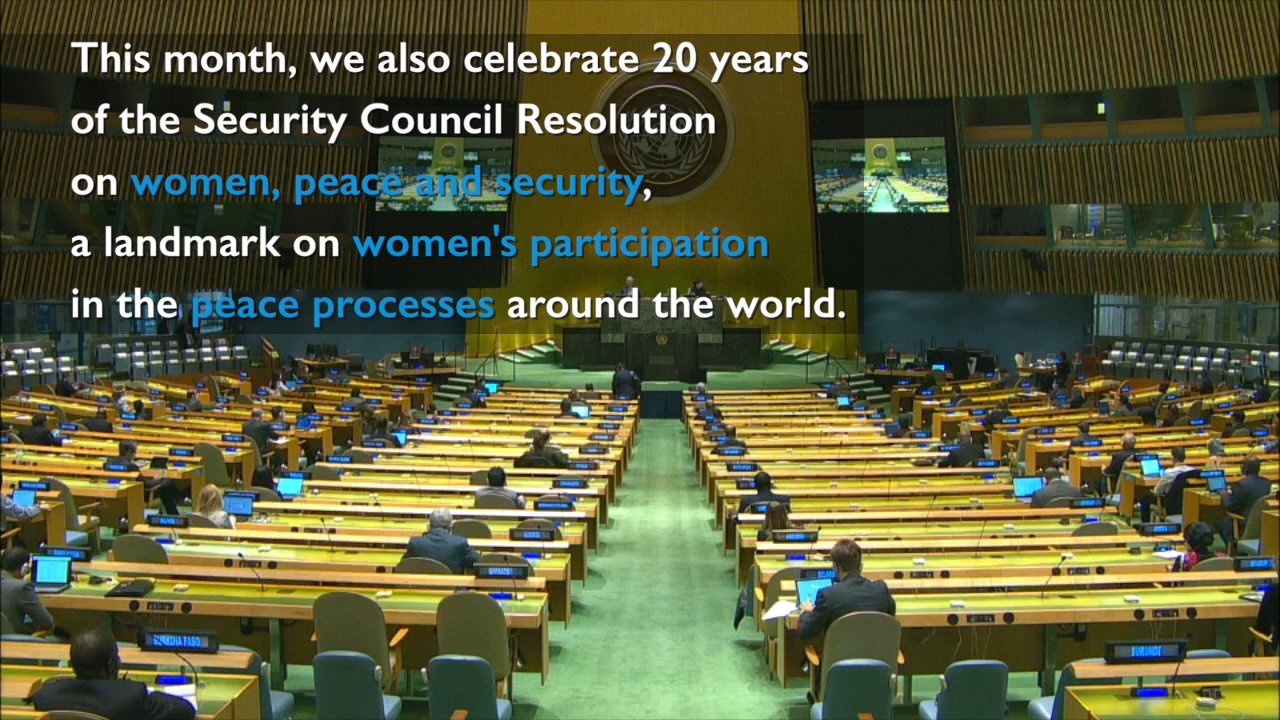 This month, we also celebrate 20 years
of the Security Council Resolution
on women, peace and security,
a landmark on women's participation
in the peace processes around the world.
BURKINA FASO
BURUNDI